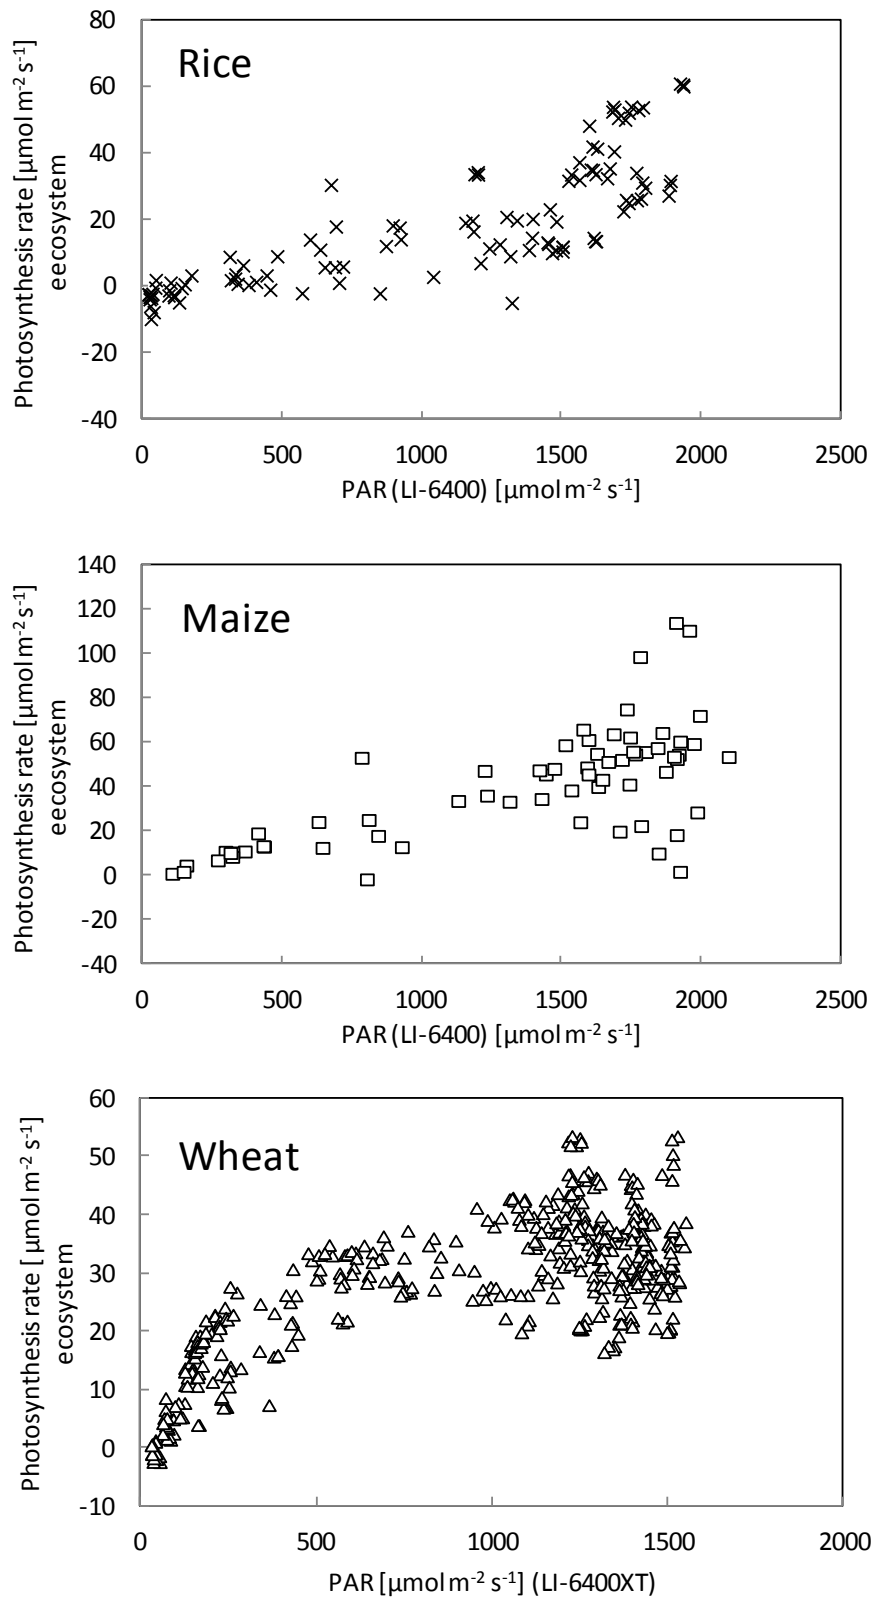 80
60
40
20
0
-20
-40
Rice
Photosynthesis rate [µmol m⁻² s⁻¹]
eecosystem
0 500 1000 1500 2000 2500
PAR (LI-6400) [µmol m⁻² s⁻¹]
140
120
100
80
60
40
20
0
-20
-40
Maize
Photosynthesis rate [µmol m⁻² s⁻¹]
eecosystem
0 500 1000 1500 2000 2500
PAR (LI-6400) [µmol m⁻² s⁻¹]
60
50
40
30
20
10
0
-10
Wheat
Photosynthesis rate [ µmol m⁻² s⁻¹]
ecosystem
0 500 1000 1500 2000
PAR [µmol m⁻² s⁻¹] (LI-6400XT)